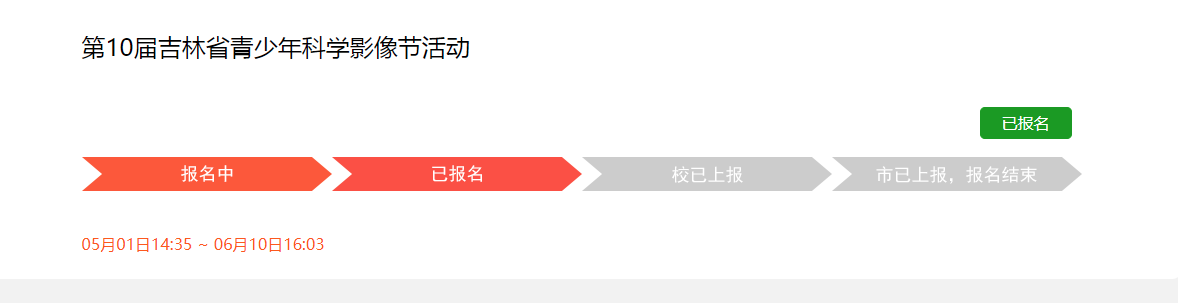 第10届吉林省青少年科学影像节活动
已报名
报名中
已报名
校已上报
市已上报，报名结束
05月01日14:35 ~ 06月10日16:03